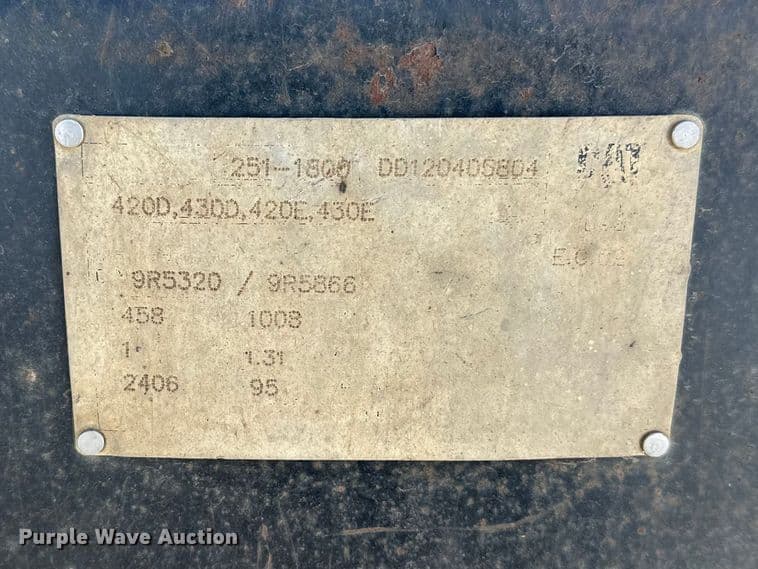 251-1800 DD120405804 CAT
420D,430D,420E,430E
9R5320 / 9R5866
458 1008
1 1.31
2406 95
Purple Wave Auction